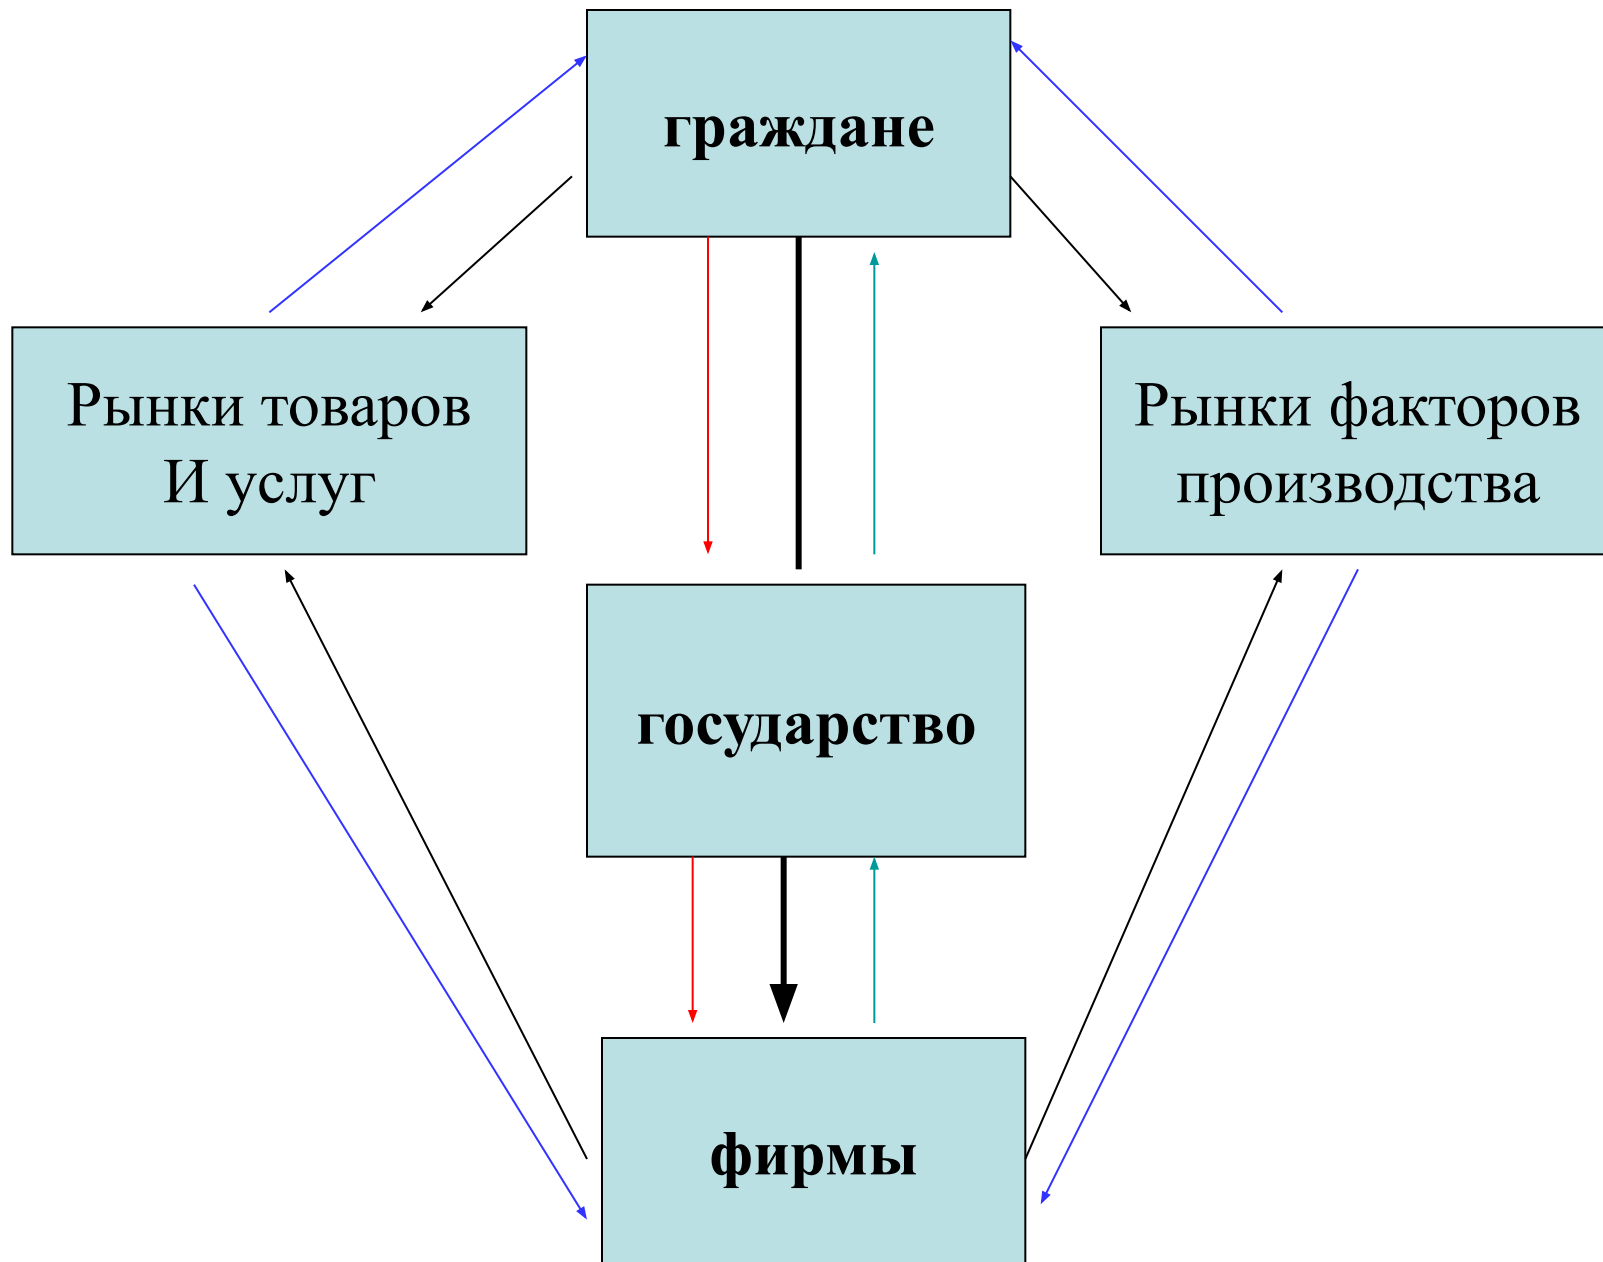 граждане
Рынки товаров
И услуг
Рынки факторов
производства
государство
фирмы